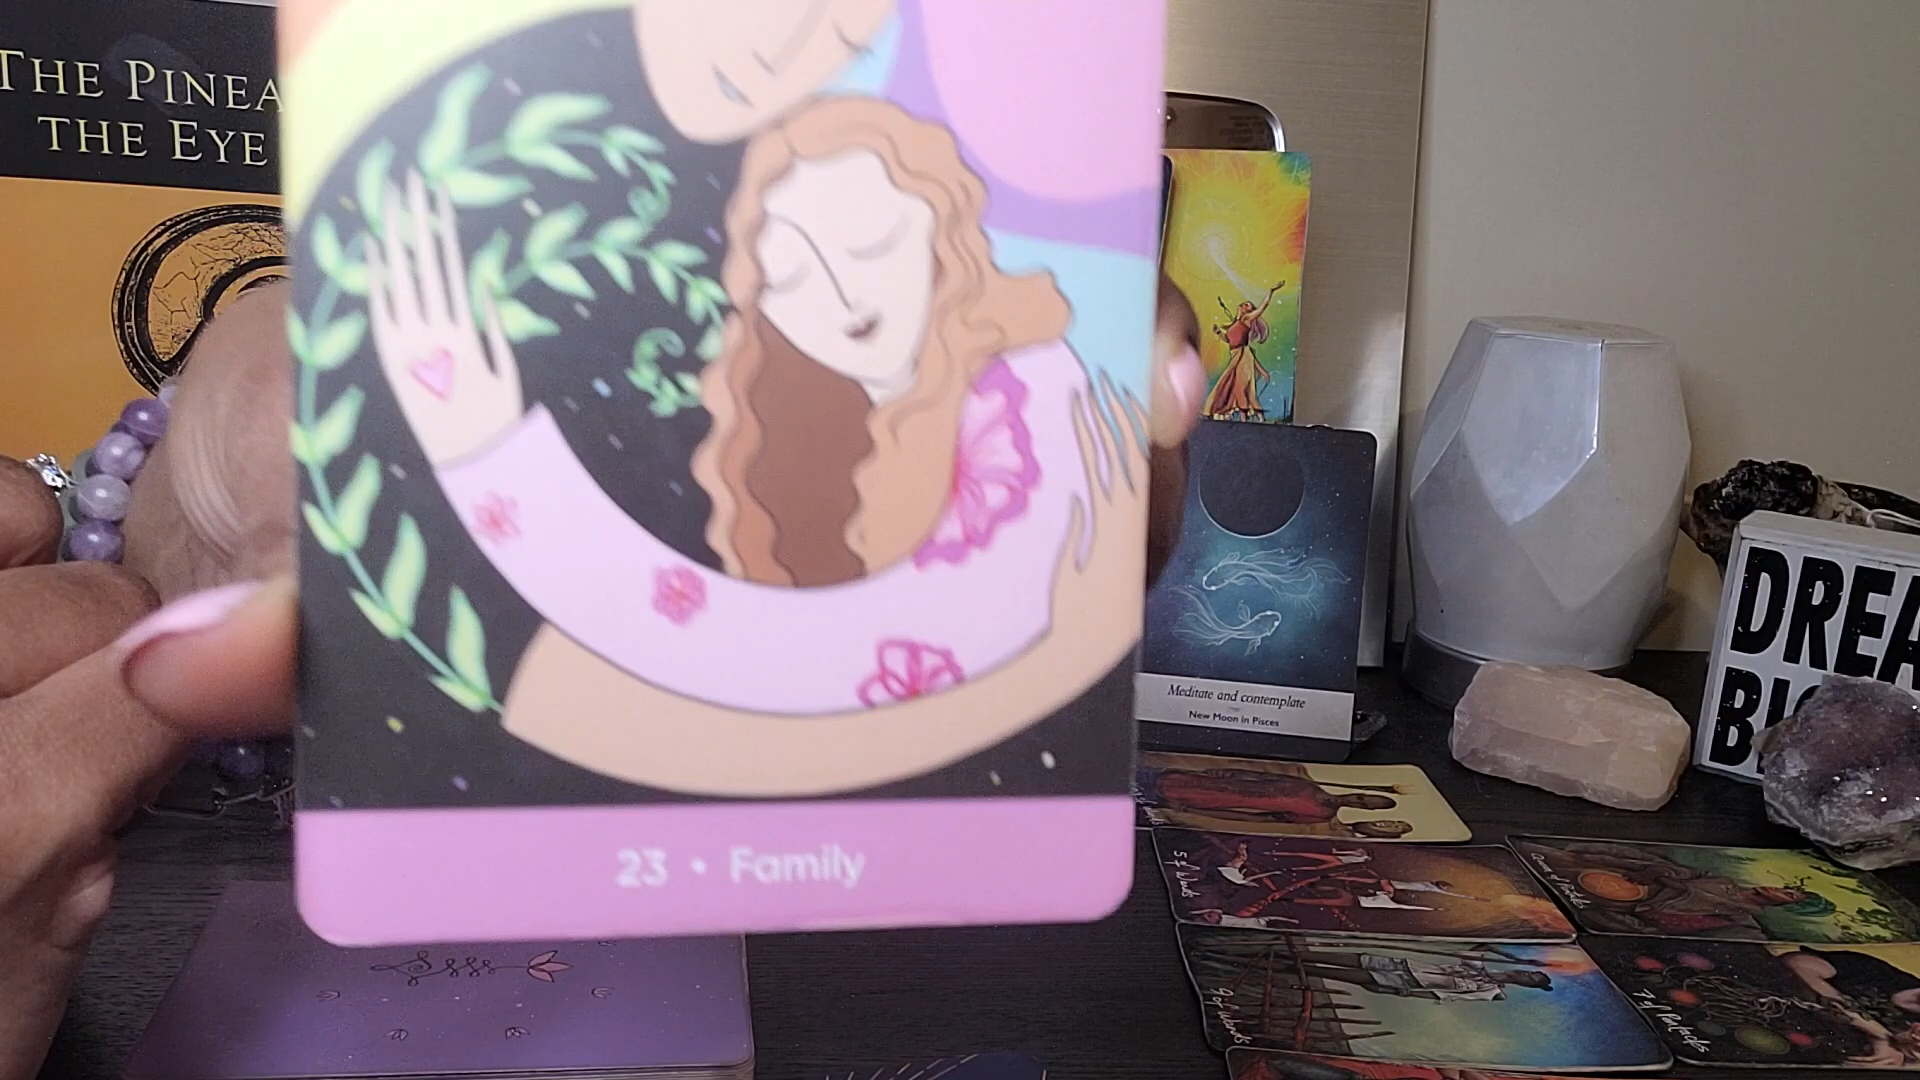 THE PINEA
THE EYE
23 • Family
Meditate and contemplate
New Moon in Pisces
DREA
BI
5 of Wands
9 of Wands
7 of Pentacles